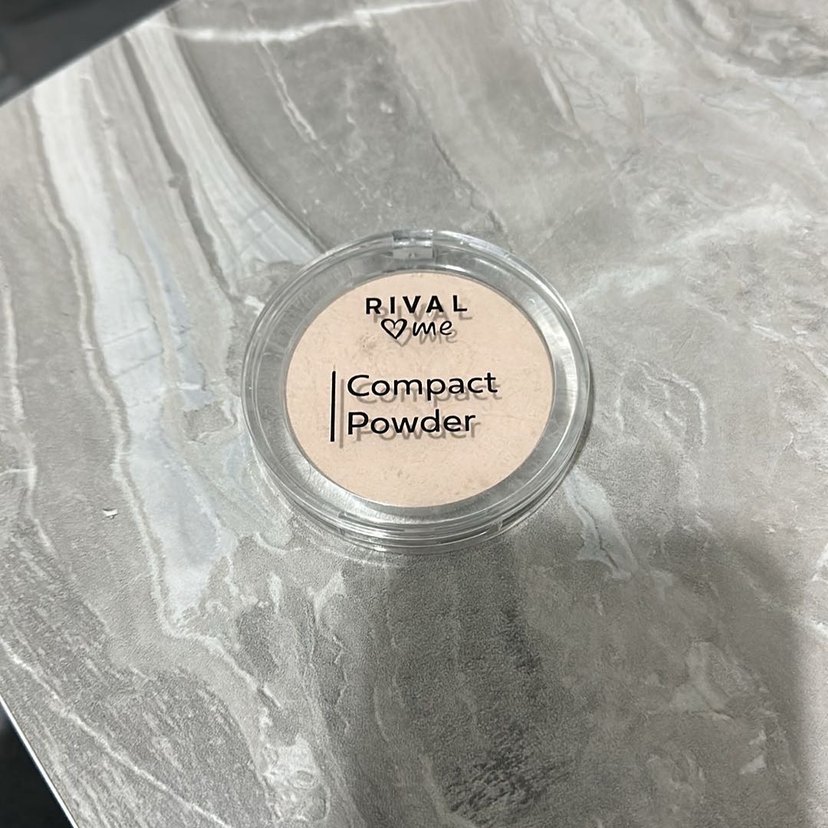 RIVAL
♡me
Compact
Powder